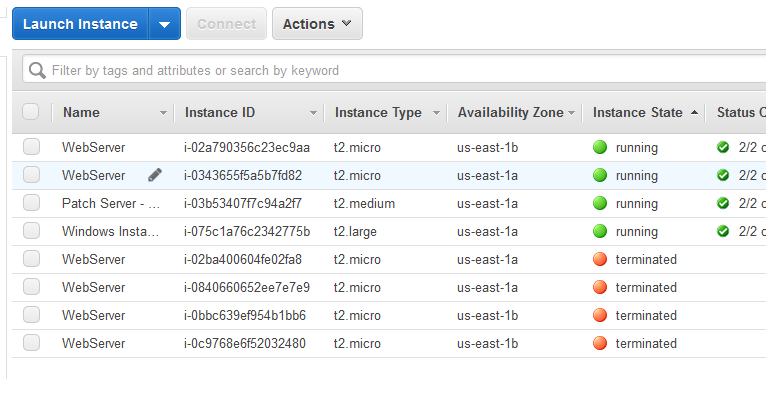 Launch Instance Connect Actions
Filter by tags and attributes or search by keyword
Name Instance ID Instance Type Availability Zone Instance State Status C
WebServer i-02a790356c23ec9aa t2.micro us-east-1b running 2/2 c
WebServer i-0343655f5a5b7fd82 t2.micro us-east-1a running 2/2 c
Patch Server - ... i-03b53407f7c94a2f7 t2.medium us-east-1a running 2/2 c
Windows Insta... i-075c1a76c2342775b t2.large us-east-1a running 2/2 c
WebServer i-02ba400604fe02fa8 t2.micro us-east-1a terminated
WebServer i-0840660652ee7e7e9 t2.micro us-east-1a terminated
WebServer i-0bbc639ef954b1bb6 t2.micro us-east-1b terminated
WebServer i-0c9768e6f52032480 t2.micro us-east-1b terminated